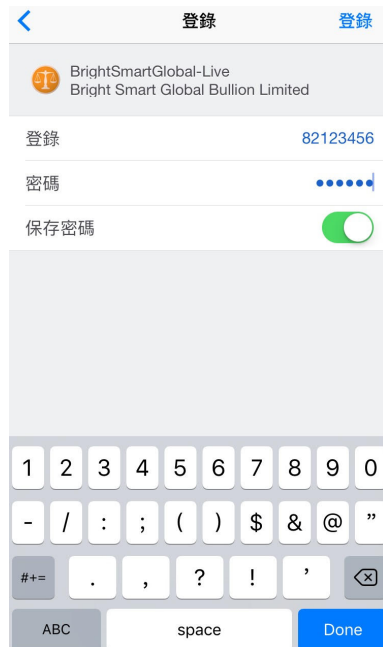 登錄 登錄
BrightSmartGlobal-Live
Bright Smart Global Bullion Limited
登錄 82123456
密碼 ••••••
保存密碼
1 2 3 4 5 6 7 8 9 0
- / : ; ( ) $ & @ ”
#+= . , ? ! ’
ABC space Done